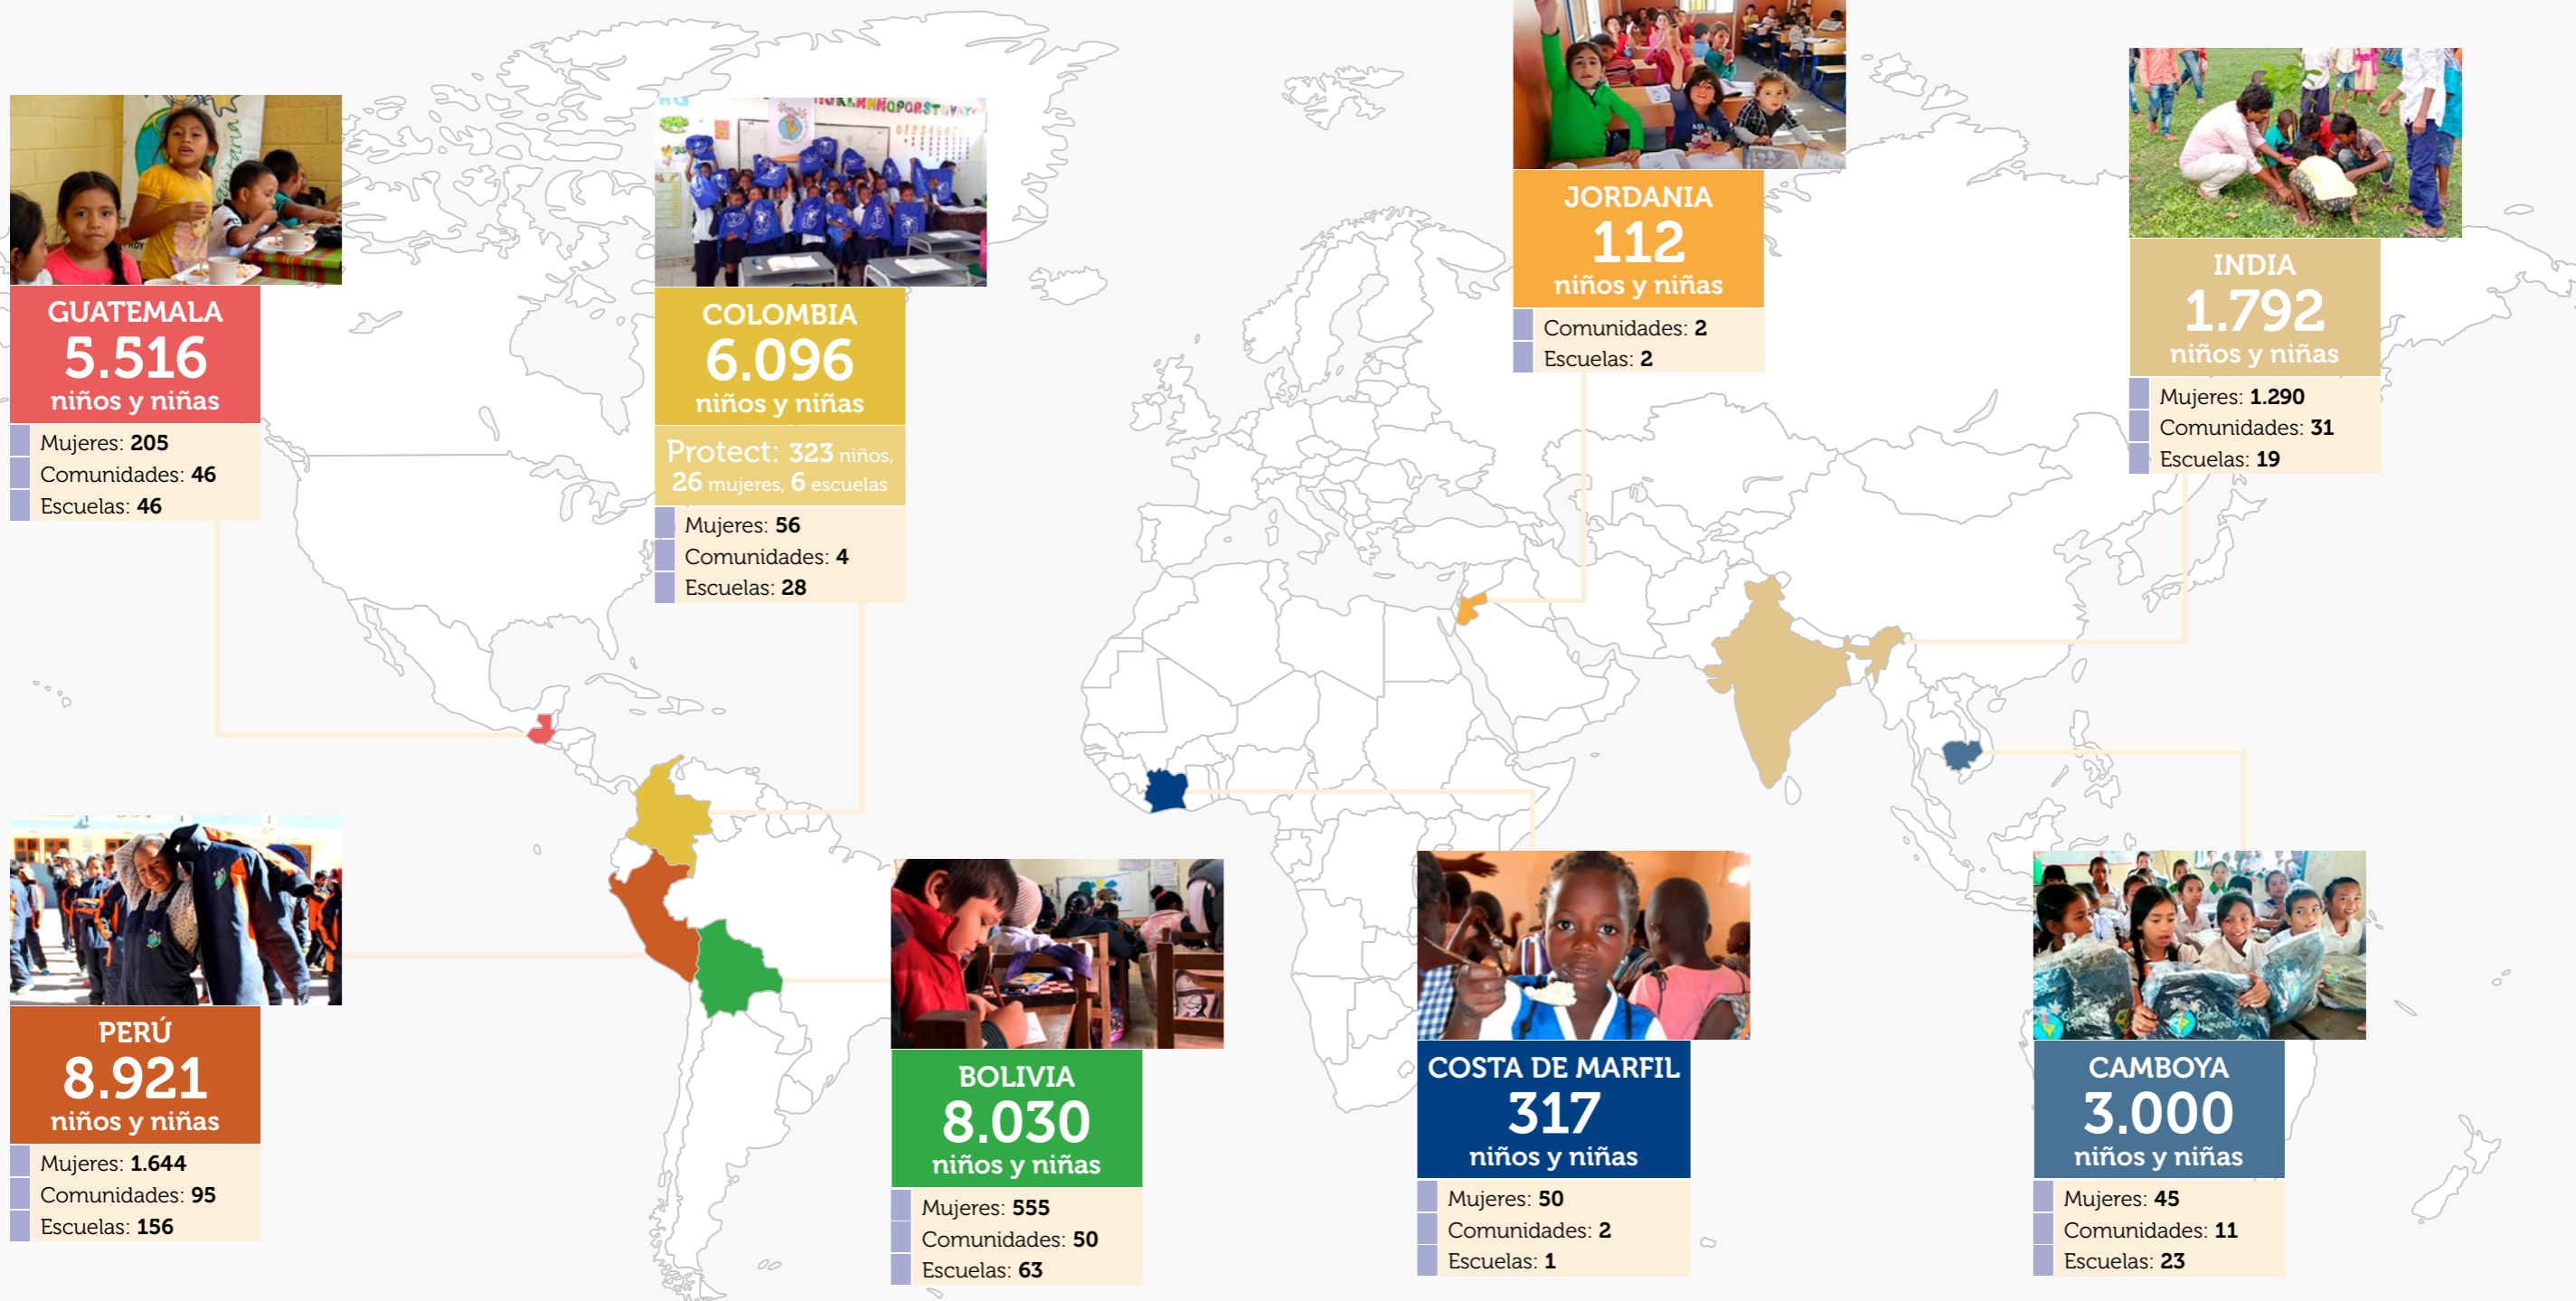 GUATEMALA
5.516
niños y niñas
Mujeres: 205
Comunidades: 46
Escuelas: 46
COLOMBIA
6.096
niños y niñas
Protect: 323 niños,
26 mujeres, 6 escuelas
Mujeres: 56
Comunidades: 4
Escuelas: 28
JORDANIA
112
niños y niñas
Comunidades: 2
Escuelas: 2
INDIA
1.792
niños y niñas
Mujeres: 1.290
Comunidades: 31
Escuelas: 19
PERÚ
8.921
niños y niñas
Mujeres: 1.644
Comunidades: 95
Escuelas: 156
BOLIVIA
8.030
niños y niñas
Mujeres: 555
Comunidades: 50
Escuelas: 63
COSTA DE MARFIL
317
niños y niñas
Mujeres: 50
Comunidades: 2
Escuelas: 1
CAMBOYA
3.000
niños y niñas
Mujeres: 45
Comunidades: 11
Escuelas: 23